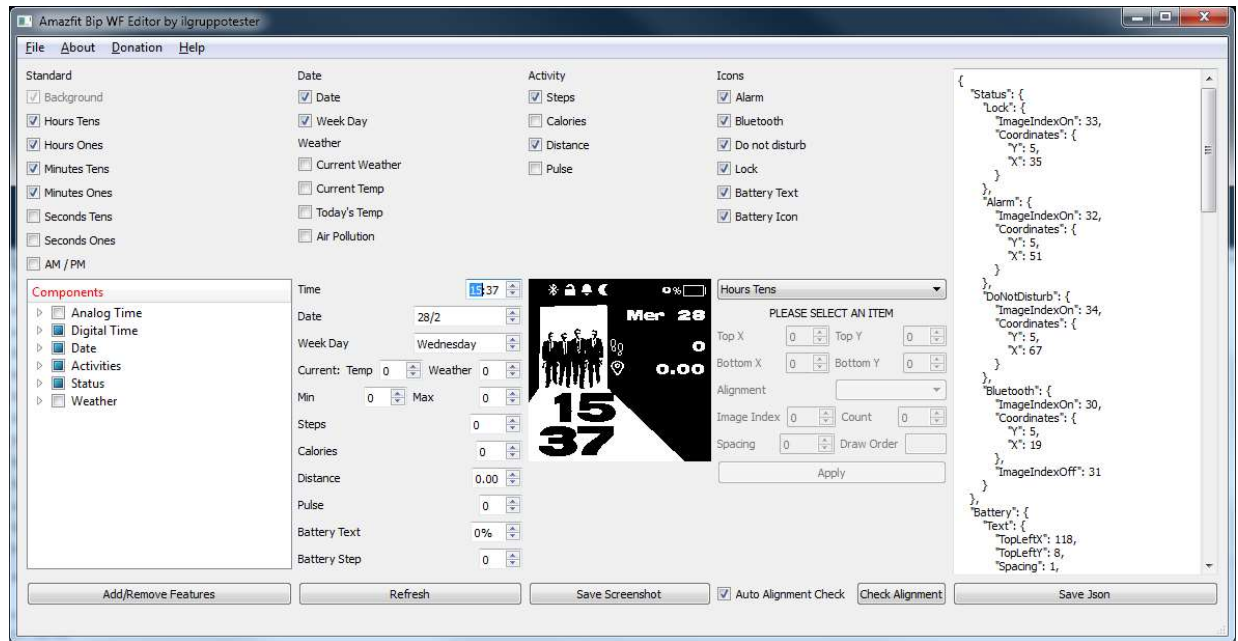 Amazfit Bip WF Editor by ilgruppotester
File About Donation Help
Standard
Background
Hours Tens
Hours Ones
Minutes Tens
Minutes Ones
Seconds Tens
Seconds Ones
AM / PM
Date
Date
Week Day
Weather
Current Weather
Current Temp
Today's Temp
Air Pollution
Activity
Steps
Calories
Distance
Pulse
Icons
Alarm
Bluetooth
Do not disturb
Lock
Battery Text
Battery Icon
Components
Analog Time
Digital Time
Date
Activities
Status
Weather
Time 15:37
Date 28/2
Week Day Wednesday
Current: Temp 0 Weather 0
Min 0 Max 0
Steps 0
Calories 0
Distance 0.00
Pulse 0
Battery Text 0%
Battery Step 0
0%
Mer 28
0
0.00
15
37
Hours Tens
PLEASE SELECT AN ITEM
Top X 0 Top Y 0
Bottom X 0 Bottom Y 0
Alignment
Image Index 0 Count 0
Spacing 0 Draw Order
Apply
{
"Status": {
"Lock": {
"ImageIndexOn": 33,
"Coordinates": {
"Y": 5,
"X": 35
}
},
"Alarm": {
"ImageIndexOn": 32,
"Coordinates": {
"Y": 5,
"X": 51
}
},
"DoNotDisturb": {
"ImageIndexOn": 34,
"Coordinates": {
"Y": 5,
"X": 67
}
},
"Bluetooth": {
"ImageIndexOn": 30,
"Coordinates": {
"Y": 5,
"X": 19
},
"ImageIndexOff": 31
}
},
"Battery": {
"Text": {
"TopLeftX": 118,
"TopLeftY": 8,
"Spacing": 1,
Add/Remove Features
Refresh
Save Screenshot
Auto Alignment Check
Check Alignment
Save Json